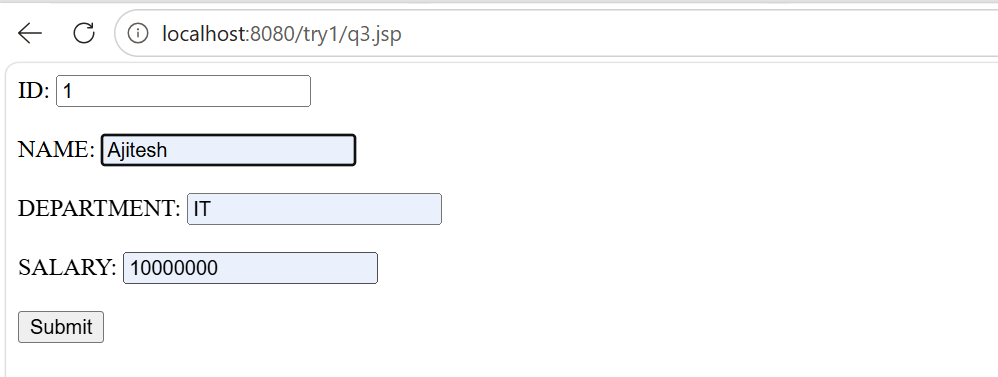 localhost:8080/try1/q3.jsp
ID: 1
NAME: Ajitesh
DEPARTMENT: IT
SALARY: 10000000
Submit